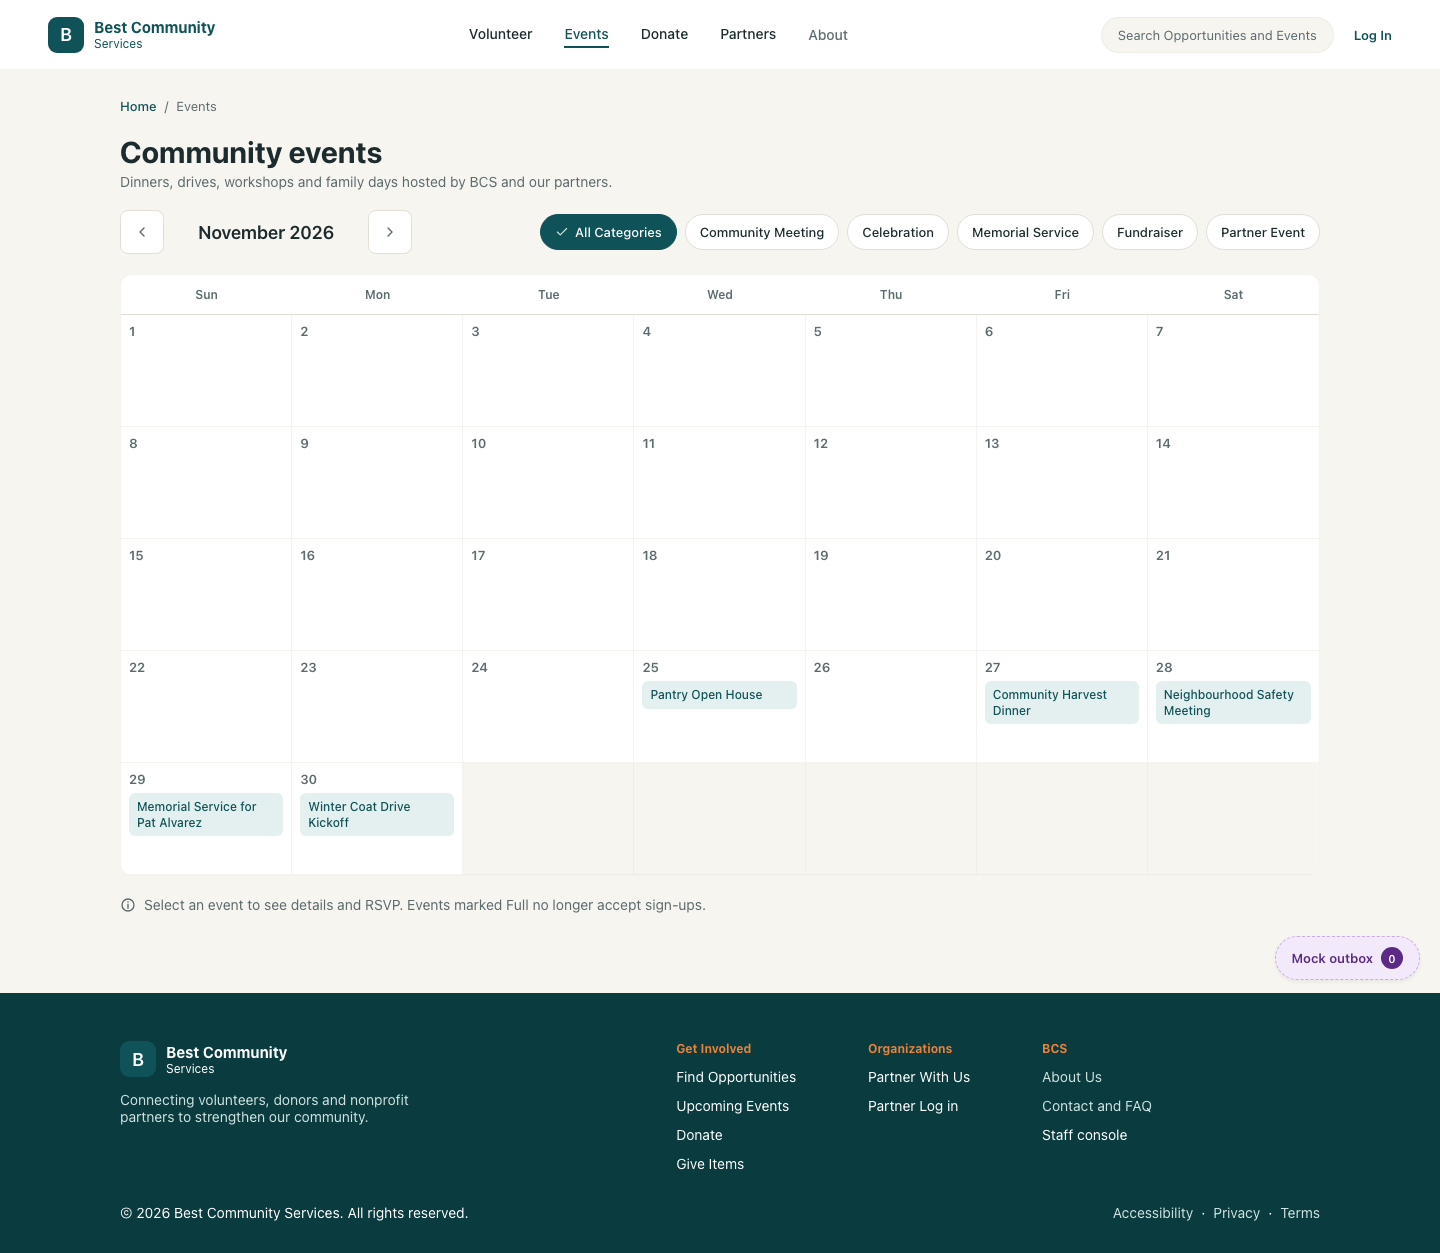 B
Best Community
Services
Volunteer
Events
Donate
Partners
About
Search Opportunities and Events
Log In
Home / Events
Community events
Dinners, drives, workshops and family days hosted by BCS and our partners.
November 2026
All Categories
Community Meeting
Celebration
Memorial Service
Fundraiser
Partner Event
Sun
Mon
Tue
Wed
Thu
Fri
Sat
1
2
3
4
5
6
7
8
9
10
11
12
13
14
15
16
17
18
19
20
21
22
23
24
25
Pantry Open House
26
27
Community Harvest
Dinner
28
Neighbourhood Safety
Meeting
29
Memorial Service for
Pat Alvarez
30
Winter Coat Drive
Kickoff
Select an event to see details and RSVP. Events marked Full no longer accept sign-ups.
Mock outbox 0
B
Best Community
Services
Connecting volunteers, donors and nonprofit
partners to strengthen our community.
Get Involved
Find Opportunities
Upcoming Events
Donate
Give Items
Organizations
Partner With Us
Partner Log in
BCS
About Us
Contact and FAQ
Staff console
© 2026 Best Community Services. All rights reserved.
Accessibility · Privacy · Terms